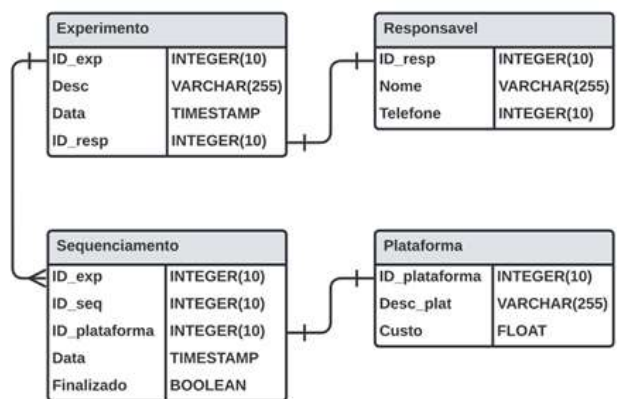 Experimento
ID_exp INTEGER(10)
Desc VARCHAR(255)
Data TIMESTAMP
ID_resp INTEGER(10)
Responsavel
ID_resp INTEGER(10)
Nome VARCHAR(255)
Telefone INTEGER(10)
Sequenciamento
ID_exp INTEGER(10)
ID_seq INTEGER(10)
ID_plataforma INTEGER(10)
Data TIMESTAMP
Finalizado BOOLEAN
Plataforma
ID_plataforma INTEGER(10)
Desc_plat VARCHAR(255)
Custo FLOAT